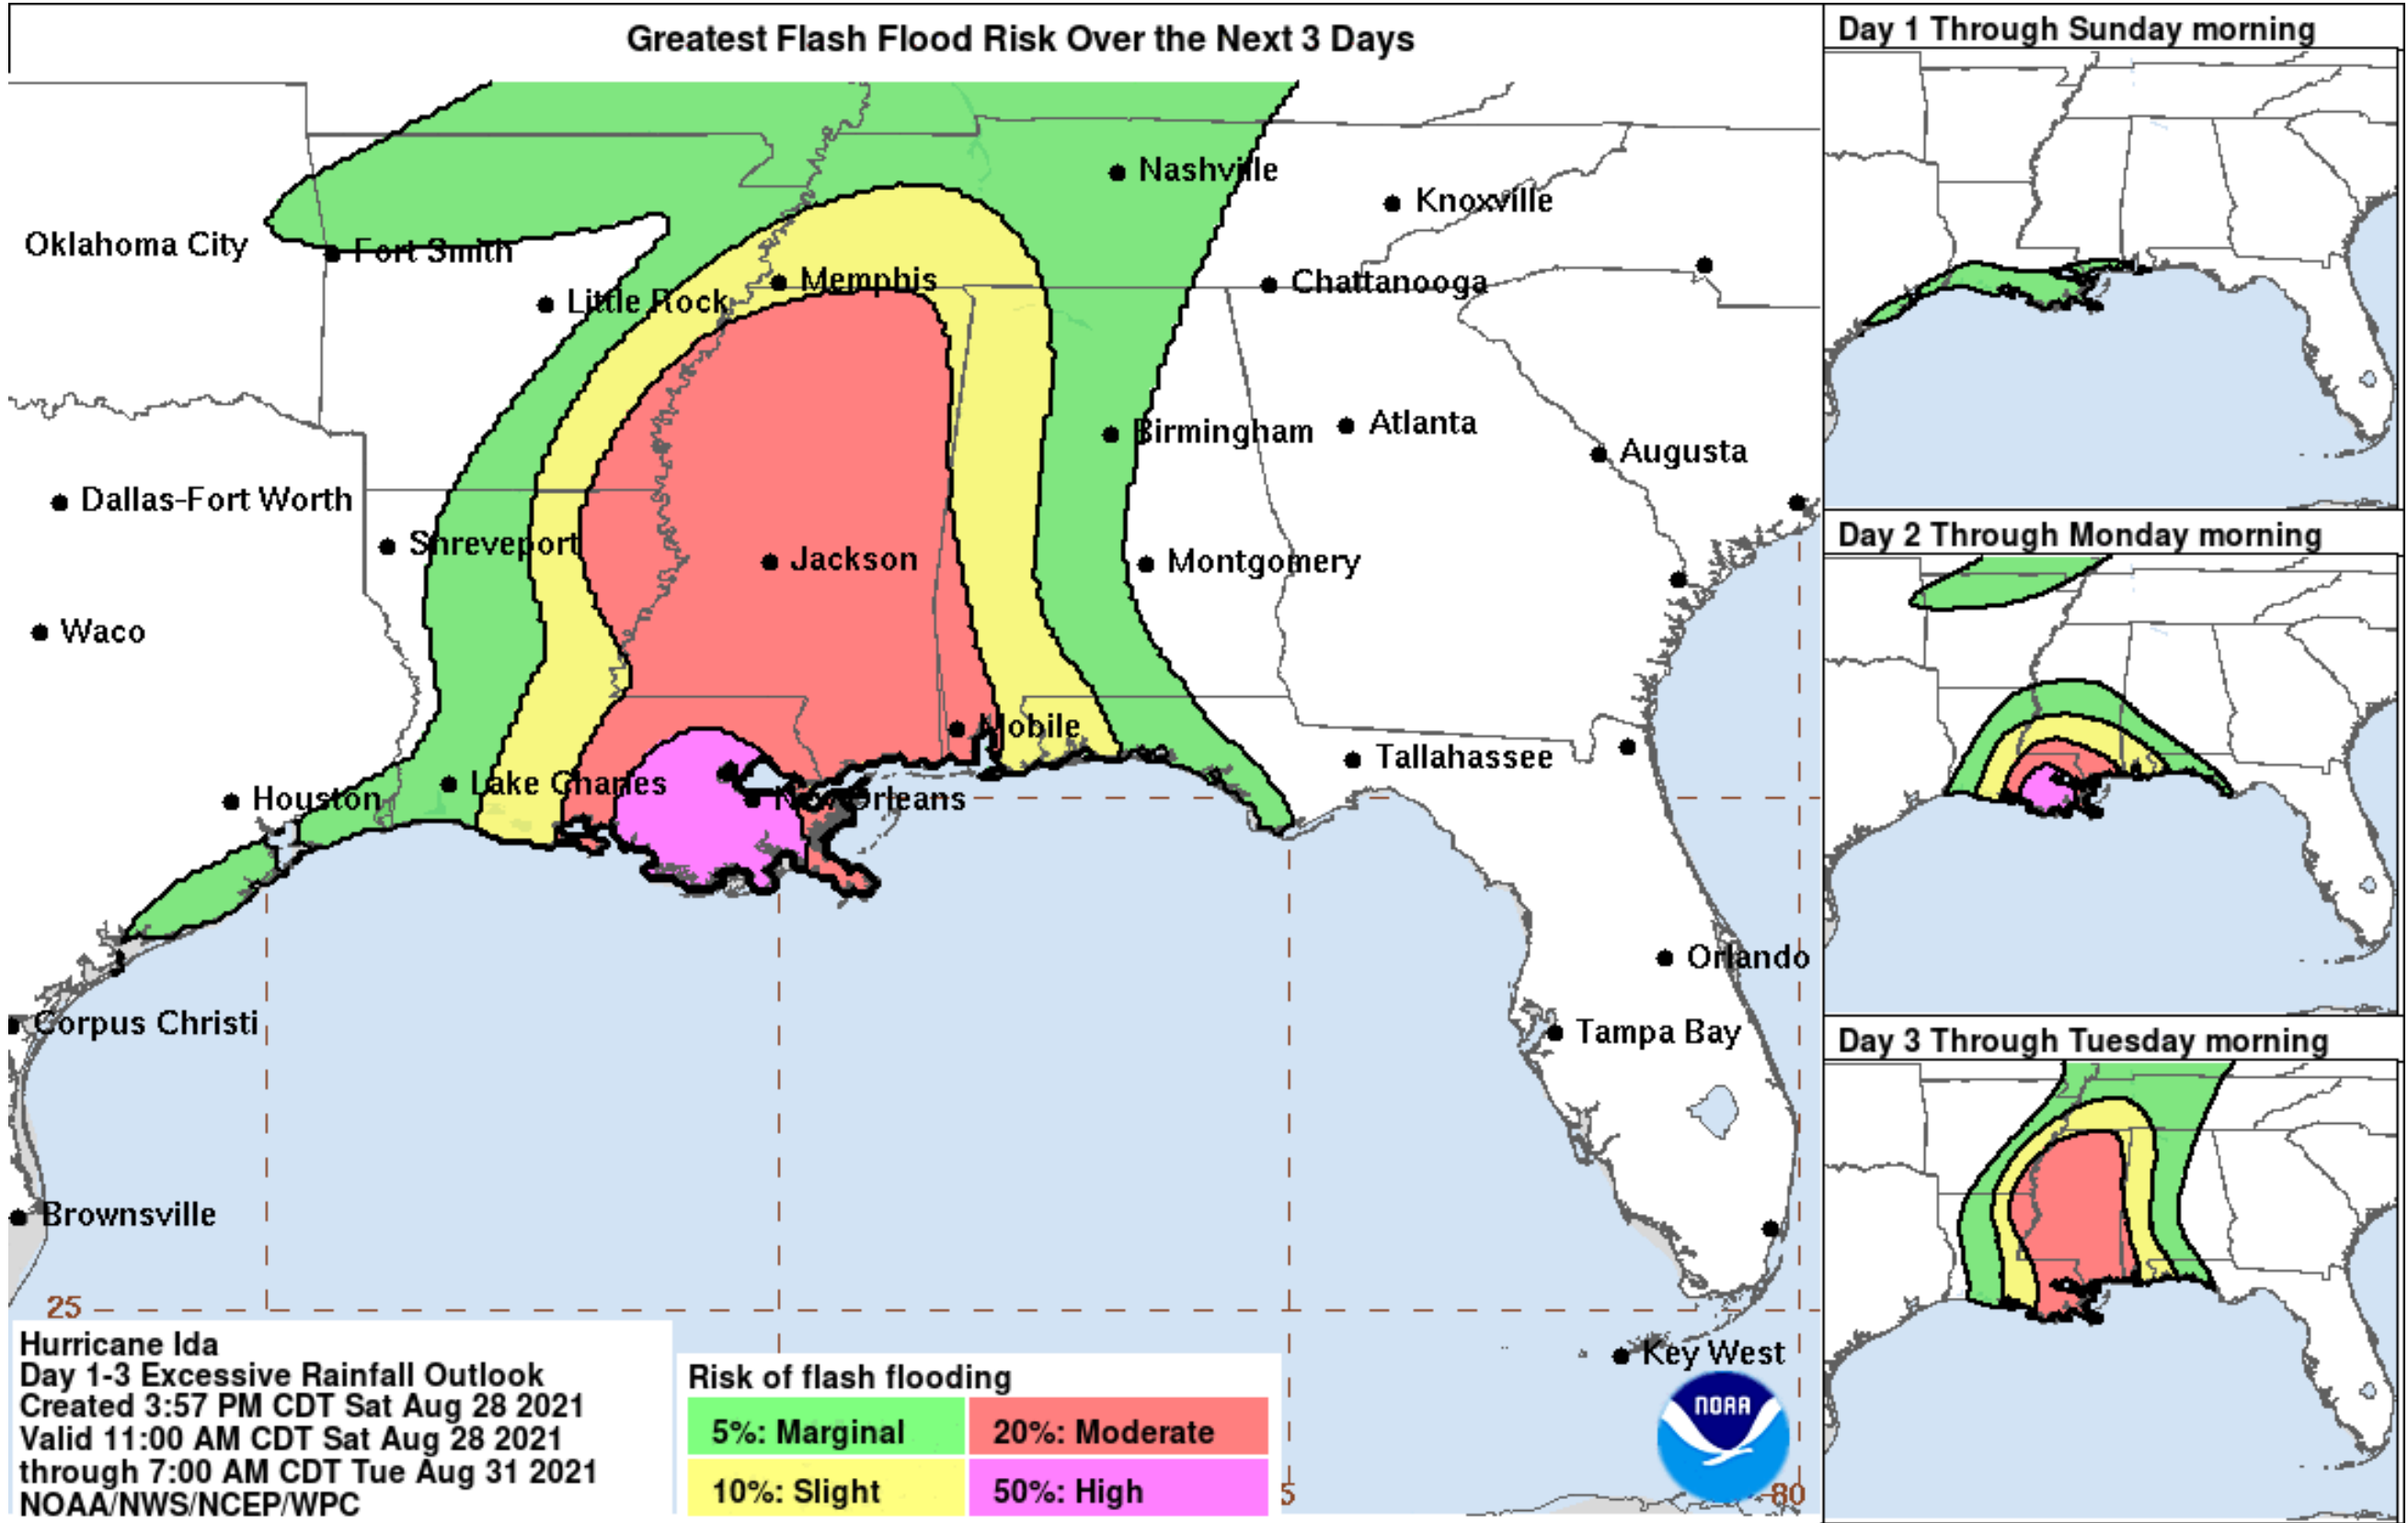 Greatest Flash Flood Risk Over the Next 3 Days
Nashville
Knoxville
Oklahoma City
Fort Smith
Memphis
Chattanooga
Little Rock
Birmingham
Atlanta
Augusta
Dallas-Fort Worth
Shreveport
Jackson
Montgomery
Waco
Mobile
Tallahassee
Lake Charles
Houston
New Orleans
Orlando
Corpus Christi
Tampa Bay
Brownsville
25
Key West
Hurricane Ida
Day 1-3 Excessive Rainfall Outlook
Created 3:57 PM CDT Sat Aug 28 2021
Valid 11:00 AM CDT Sat Aug 28 2021
through 7:00 AM CDT Tue Aug 31 2021
NOAA/NWS/NCEP/WPC
Risk of flash flooding
5%: Marginal
20%: Moderate
10%: Slight
50%: High
5
-80
NOAA
Day 1 Through Sunday morning
Day 2 Through Monday morning
Day 3 Through Tuesday morning